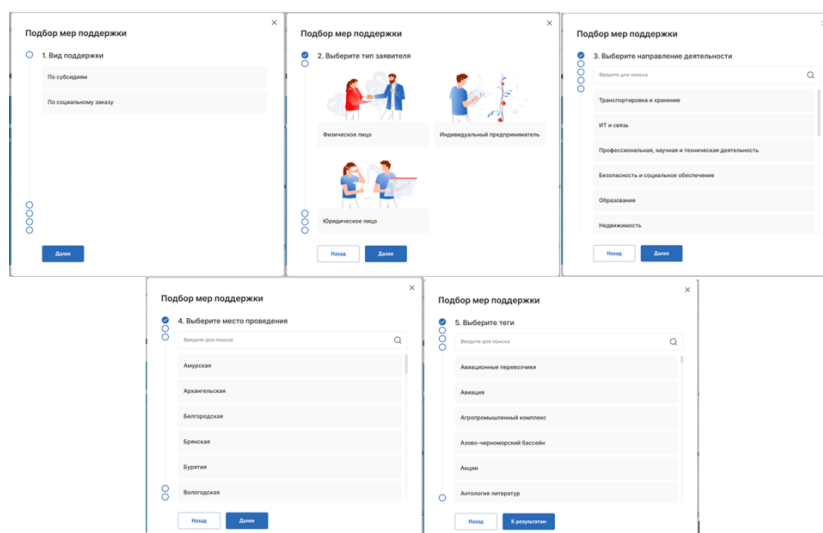 Подбор мер поддержки
1. Вид поддержки
По субсидиям
По социальному заказу
Далее
Подбор мер поддержки
2. Выберите тип заявителя
Физическое лицо
Индивидуальный предприниматель
Юридическое лицо
Назад
Далее
Подбор мер поддержки
3. Выберите направление деятельности
Введите для поиска
Транспортировка и хранение
ИТ и связь
Профессиональная, научная и техническая деятельность
Безопасность и социальное обеспечение
Образование
Недвижимость
Назад
Далее
Подбор мер поддержки
4. Выберите место проведения
Введите для поиска
Амурская
Архангельская
Белгородская
Брянская
Бурятия
Вологодская
Назад
Далее
Подбор мер поддержки
5. Выберите теги
Введите для поиска
Авиационные перевозчики
Авиация
Агропромышленный комплекс
Азово-черноморский бассейн
Акции
Антология литератур
Назад
К результатам